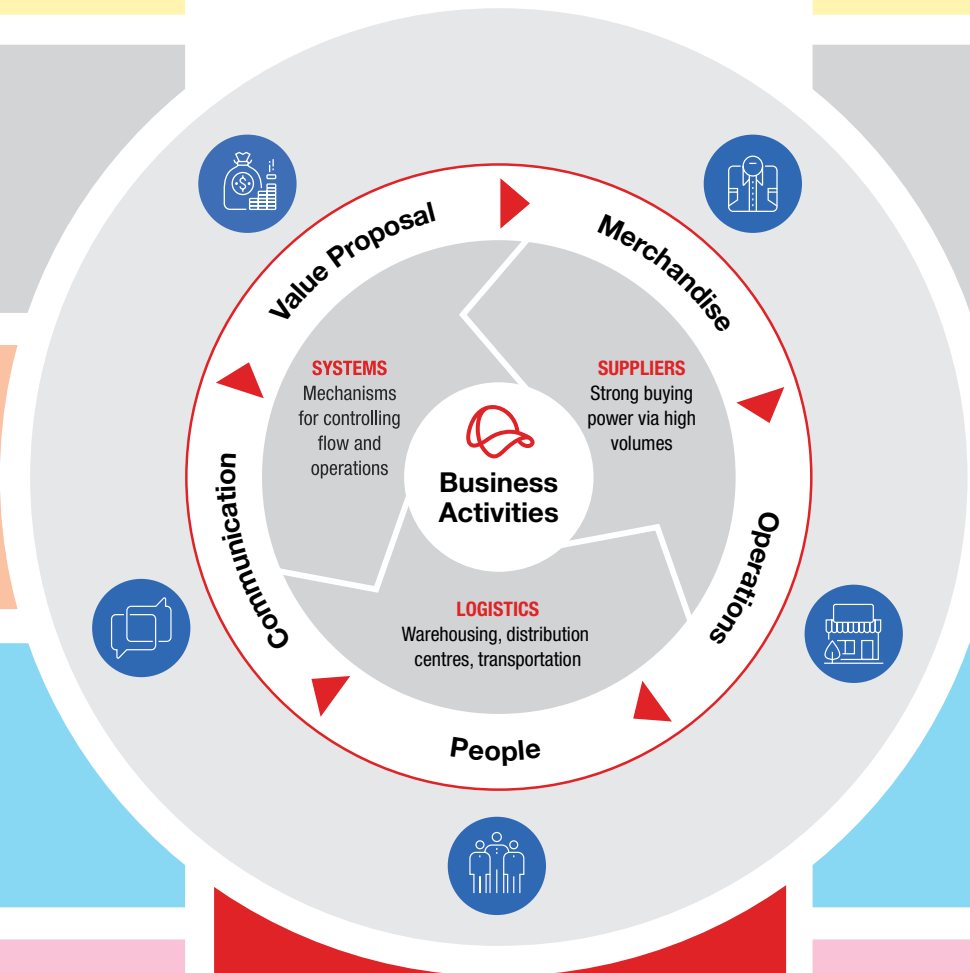 Value Proposal
Merchandise
SYSTEMS
Mechanisms
for controlling
flow and
operations
SUPPLIERS
Strong buying
power via high
volumes
Business
Activities
Communication
Operations
LOGISTICS
Warehousing, distribution
centres, transportation
People